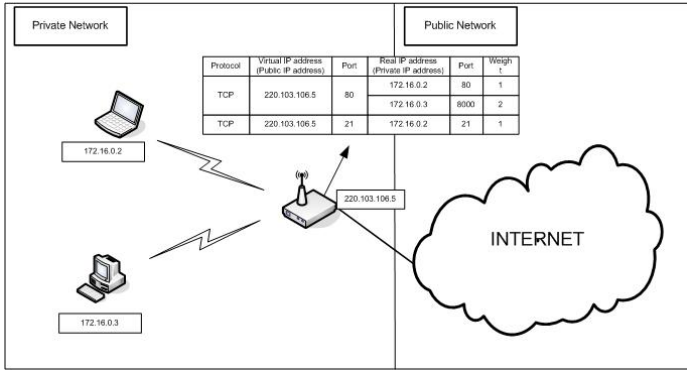 Private Network
Public Network
Protocol
Virtual IP address
(Public IP address)
Port
Real IP address
(Private IP address)
Port
Weigh
t
TCP
220.103.106.5
80
172.16.0.2
80
1
172.16.0.3
8000
2
TCP
220.103.106.5
21
172.16.0.2
21
1
172.16.0.2
220.103.106.5
INTERNET
172.16.0.3